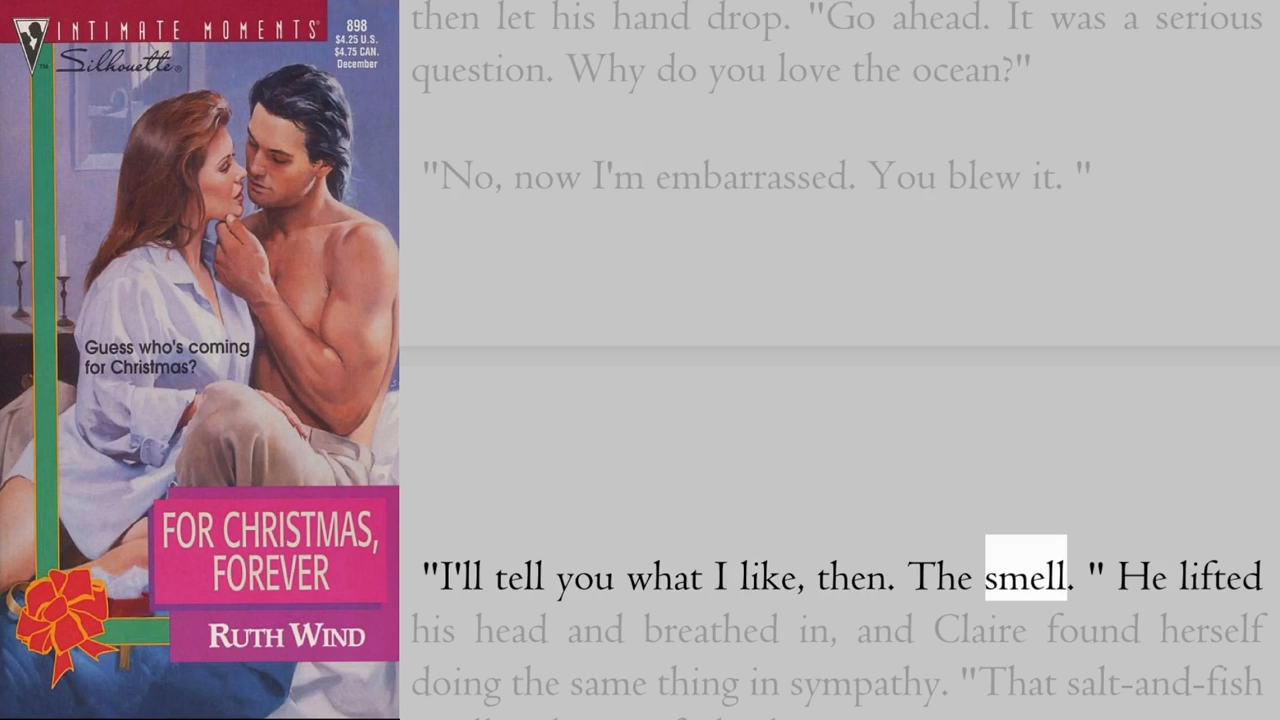 INTIMATE MOMENTS®
Silhouette®
898
$4.25 U.S.
$4.75 CAN.
December
TM
Guess who's coming
for Christmas?
FOR CHRISTMAS,
FOREVER
RUTH WIND
then let his hand drop. "Go ahead. It was a serious
question. Why do you love the ocean?"
"No, now I'm embarrassed. You blew it. "
"I'll tell you what I like, then. The smell. " He lifted
his head and breathed in, and Claire found herself
doing the same thing in sympathy. "That salt-and-fish